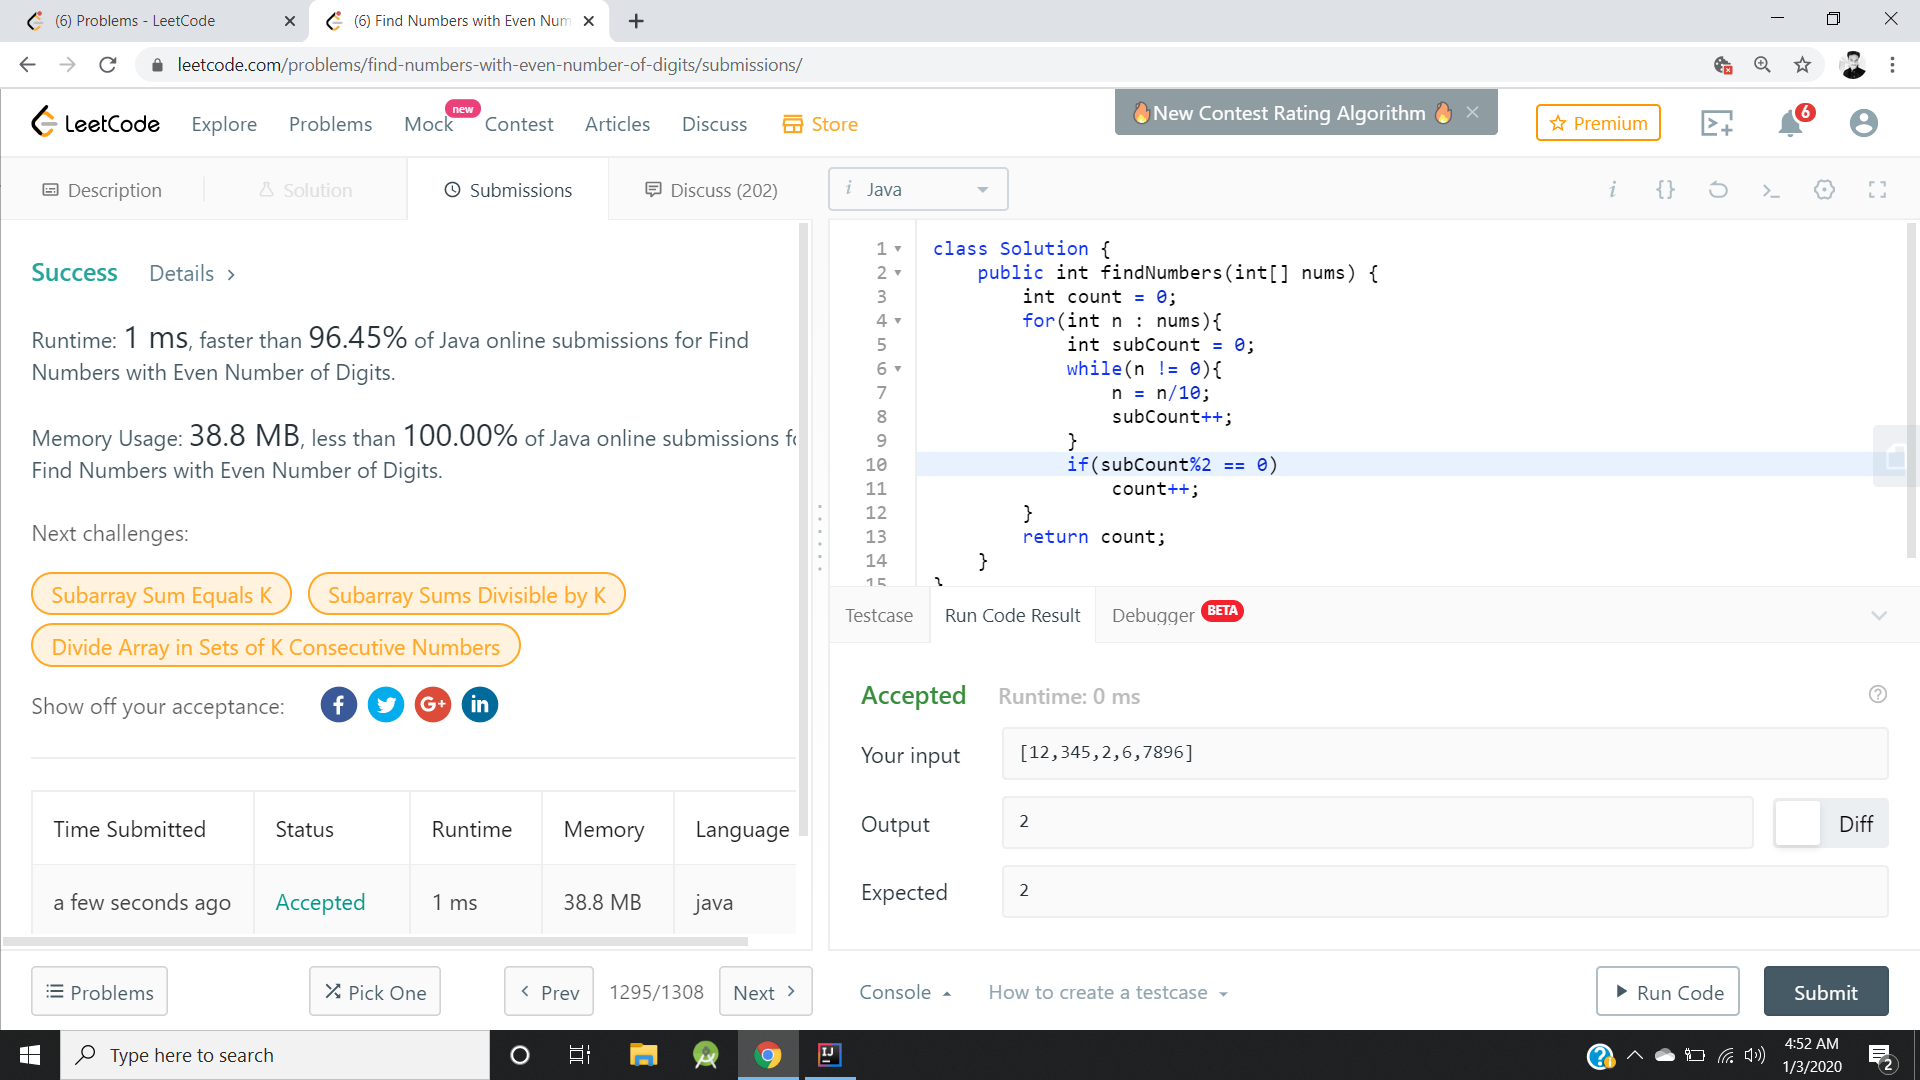 (6) Problems - LeetCode
(6) Find Numbers with Even Num
leetcode.com/problems/find-numbers-with-even-number-of-digits/submissions/
LeetCode
Explore
Problems
Mock
new
Contest
Articles
Discuss
Store
🔥New Contest Rating Algorithm 🔥
Premium
6
Description
Solution
Submissions
Discuss (202)
i Java
Success
Details
Runtime: 1 ms, faster than 96.45% of Java online submissions for Find
Numbers with Even Number of Digits.
Memory Usage: 38.8 MB, less than 100.00% of Java online submissions fo
Find Numbers with Even Number of Digits.
Next challenges:
Subarray Sum Equals K
Subarray Sums Divisible by K
Divide Array in Sets of K Consecutive Numbers
Show off your acceptance:
Time Submitted Status Runtime Memory Language
a few seconds ago Accepted 1 ms 38.8 MB java
Problems
Pick One
Prev
1295/1308
Next
1 class Solution {
2 public int findNumbers(int[] nums) {
3 int count = 0;
4 for(int n : nums){
5 int subCount = 0;
6 while(n != 0){
7 n = n/10;
8 subCount++;
9 }
10 if(subCount%2 == 0)
11 count++;
12 }
13 return count;
14 }
15 }
Testcase
Run Code Result
Debugger
BETA
Accepted
Runtime: 0 ms
Your input
[12,345,2,6,7896]
Output
2
Diff
Expected
2
Console
How to create a testcase
Run Code
Submit
Type here to search
4:52 AM
1/3/2020
2